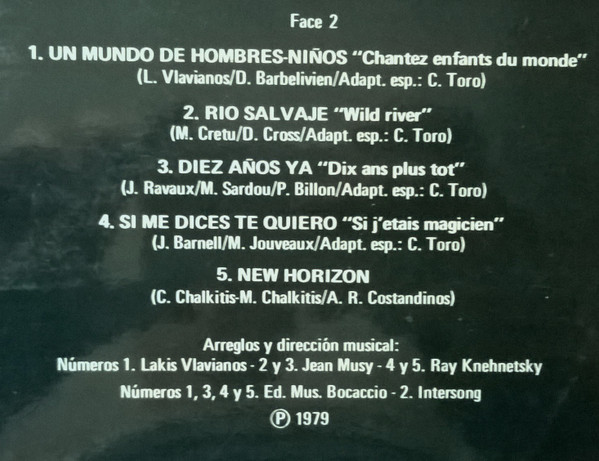 Face 2
1. UN MUNDO DE HOMBRES-NIÑOS "Chantez enfants du monde"
(L. Vlavianos/D. Barbelivien/Adapt. esp.: C. Toro)
2. RIO SALVAJE "Wild river"
(M. Cretu/D. Cross/Adapt. esp.: C. Toro)
3. DIEZ AÑOS YA "Dix ans plus tot"
(J. Ravaux/M. Sardou/P. Billon/Adapt. esp.: C. Toro)
4. SI ME DICES TE QUIERO "Si j'etais magicien"
(J. Barnell/M. Jouveaux/Adapt. esp.: C. Toro)
5. NEW HORIZON
(C. Chalkitis-M. Chalkitis/A. R. Costandinos)
Arreglos y dirección musical:
Números 1. Lakis Vlavianos - 2 y 3. Jean Musy - 4 y 5. Ray Knehnetsky
Números 1, 3, 4 y 5. Ed. Mus. Bocaccio - 2. Intersong
℗ 1979